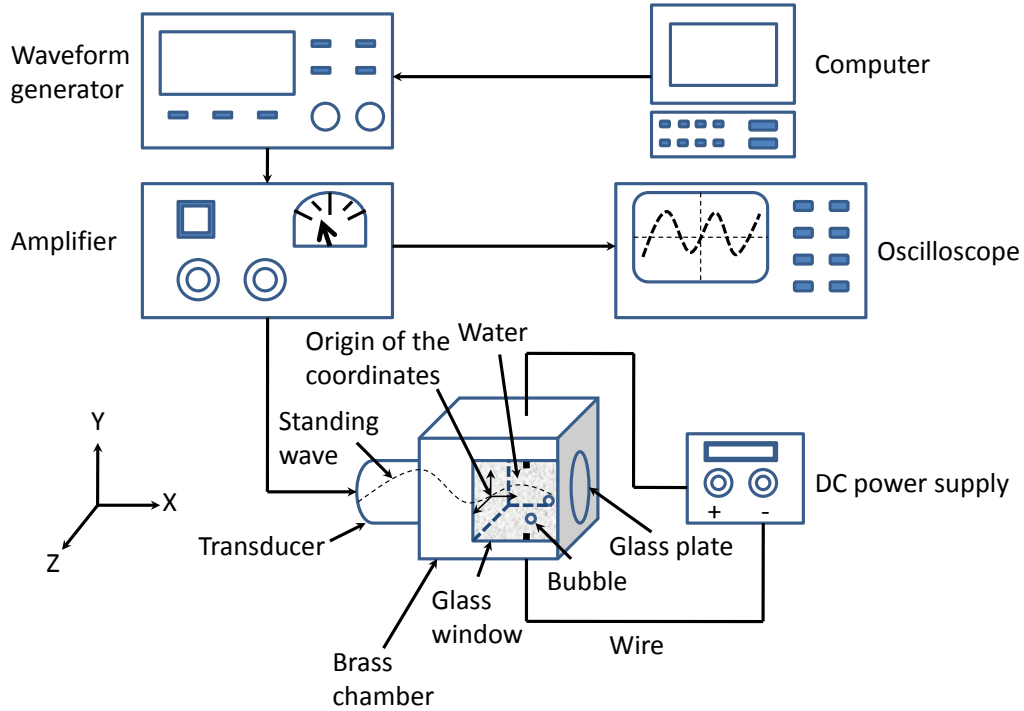 Waveform
generator
Computer
Amplifier
Oscilloscope
Origin of the
coordinates
Water
Standing
wave
Y
X
Z
DC power supply
+ -
Transducer
Glass plate
Bubble
Glass
window
Wire
Brass
chamber